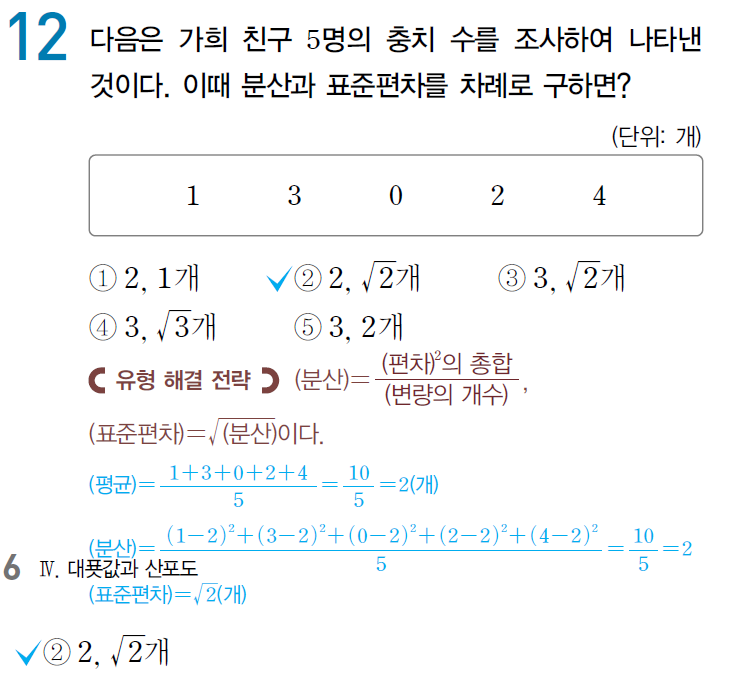 12 다음은 가희 친구 5명의 충치 수를 조사하여 나타낸
것이다. 이때 분산과 표준편차를 차례로 구하면?
(단위: 개)
1 3 0 2 4
① 2, 1개 ✓② 2, √2개 ③ 3, √2개
④ 3, √3개 ⑤ 3, 2개
유형 해결 전략 (분산)=(편차)²의 총합/(변량의 개수),
(표준편차)=√(분산)이다.
(평균)=1+3+0+2+4/5=10/5=2(개)
(분산)=(1-2)²+(3-2)²+(0-2)²+(2-2)²+(4-2)²/5=10/5=2
6 Ⅳ. 대푯값과 산포도
(표준편차)=√2(개)
✓② 2, √2개